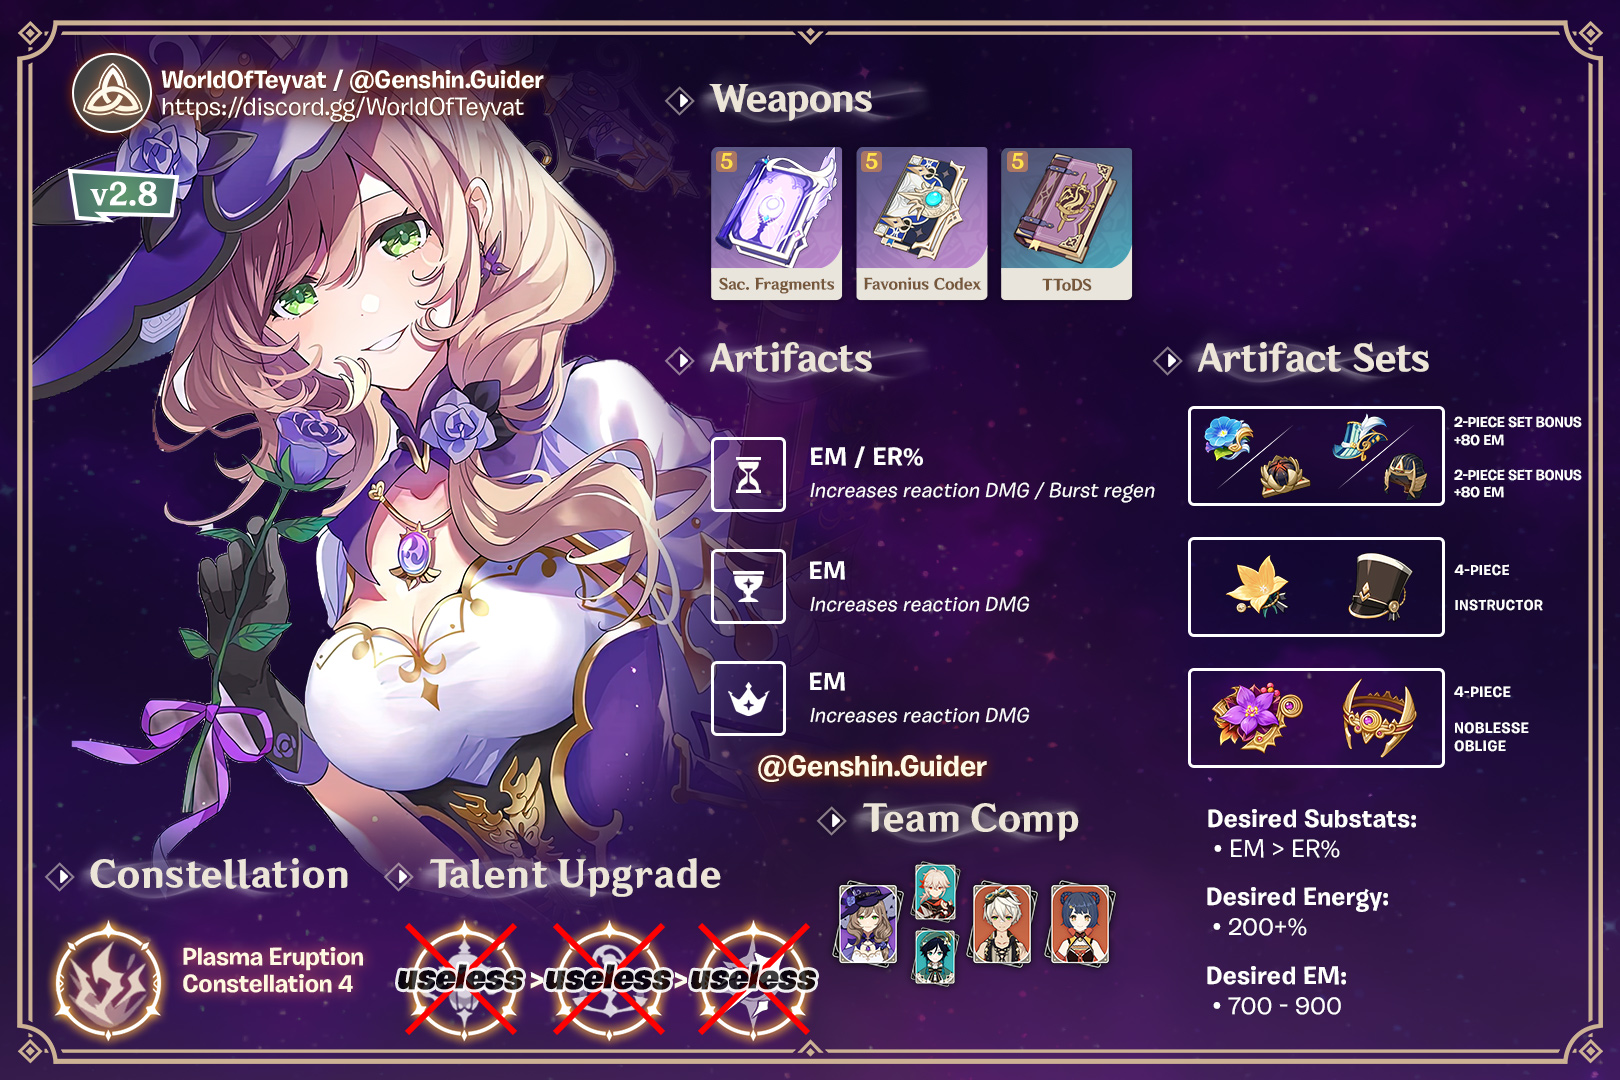 WorldOfTeyvat / @Genshin.Guider
https://discord.gg/WorldOfTeyvat
v2.8
Weapons
5
5
5
Sac. Fragments
Favonius Codex
TToDS
Artifacts
EM / ER%
Increases reaction DMG / Burst regen
EM
Increases reaction DMG
EM
Increases reaction DMG
@Genshin.Guider
Artifact Sets
2-PIECE SET BONUS
+80 EM
2-PIECE SET BONUS
+80 EM
4-PIECE
INSTRUCTOR
4-PIECE
NOBLESSE
OBLIGE
Desired Substats:
• EM > ER%
Desired Energy:
• 200+%
Desired EM:
• 700 - 900
Team Comp
Constellation
Plasma Eruption
Constellation 4
Talent Upgrade
useless > useless > useless